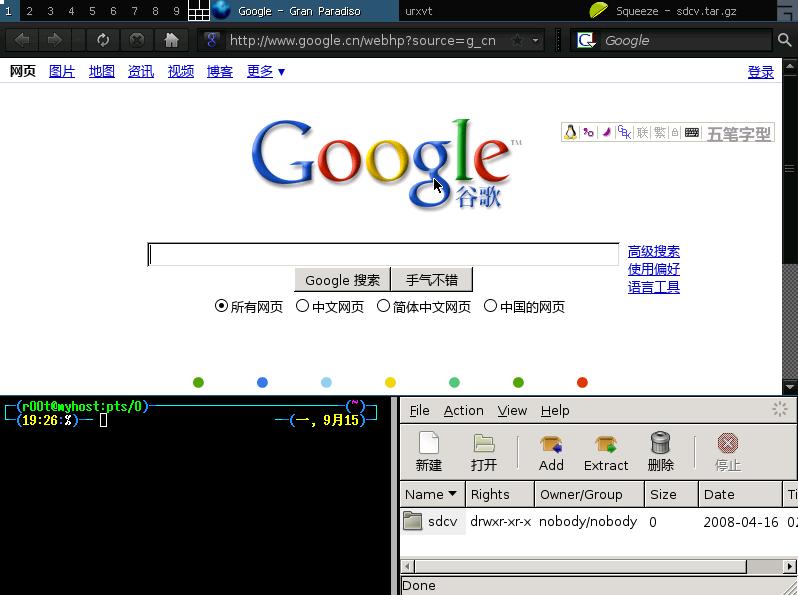 1 2 3 4 5 6 7 8 9 Google - Gran Paradiso urxvt Squeeze - sdcv.tar.gz
http://www.google.cn/webhp?source=g_cn Google
网页 图片 地图 资讯 视频 博客 更多 ▼ 登录
Google™
谷歌
联 繁 五笔字型
高级搜索
使用偏好
语言工具
Google 搜索 手气不错
所有网页 中文网页 简体中文网页 中国的网页
(r00t@myhost:pts/0) (~)
(19:26:%) (一, 9月15)
File Action View Help
新建 打开 Add Extract 删除 停止
Name Rights Owner/Group Size Date Ti
sdcv drwxr-xr-x nobody/nobody 0 2008-04-16 02
Done